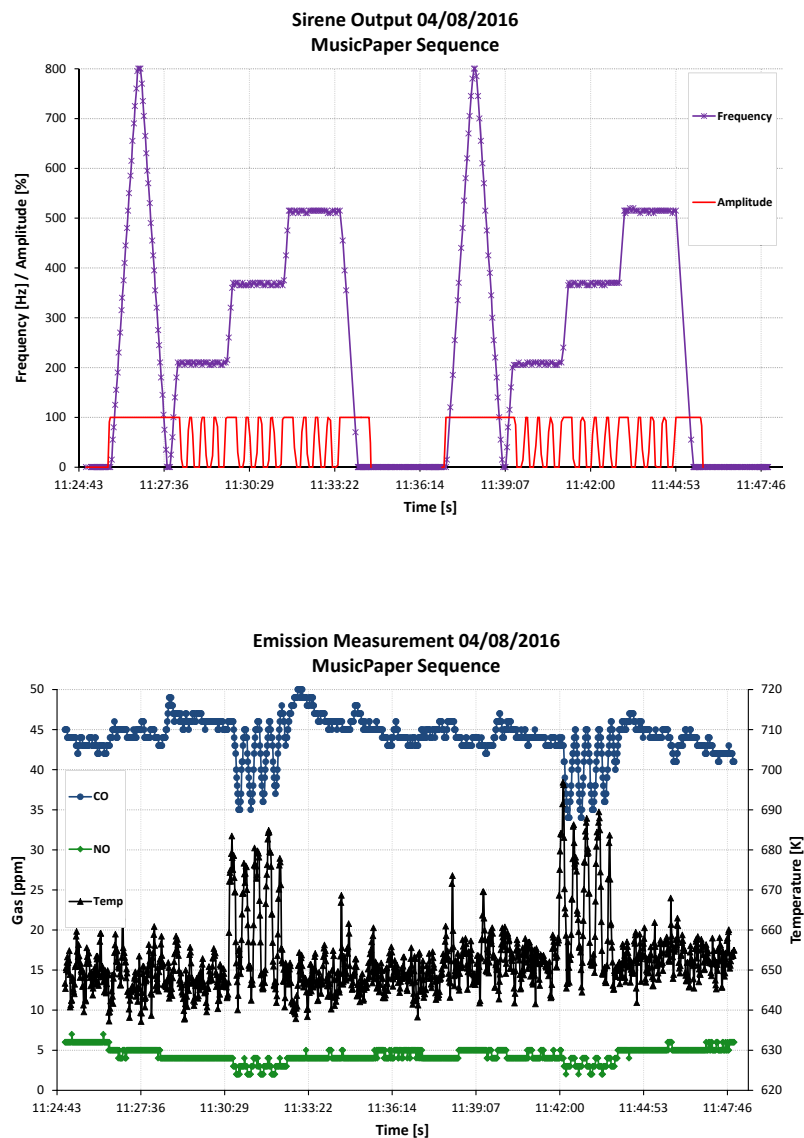 Sirene Output 04/08/2016
MusicPaper Sequence
800
700
600
500
400
300
200
100
0
Frequency [Hz] / Amplitude [%]
Frequency
Amplitude
11:24:43 11:27:36 11:30:29 11:33:22 11:36:14 11:39:07 11:42:00 11:44:53 11:47:46
Time [s]
Emission Measurement 04/08/2016
MusicPaper Sequence
50
45
40
35
30
25
20
15
10
5
0
Gas [ppm]
CO
NO
Temp
720
710
700
690
680
670
660
650
640
630
620
Temperature [K]
11:24:43 11:27:36 11:30:29 11:33:22 11:36:14 11:39:07 11:42:00 11:44:53 11:47:46
Time [s]